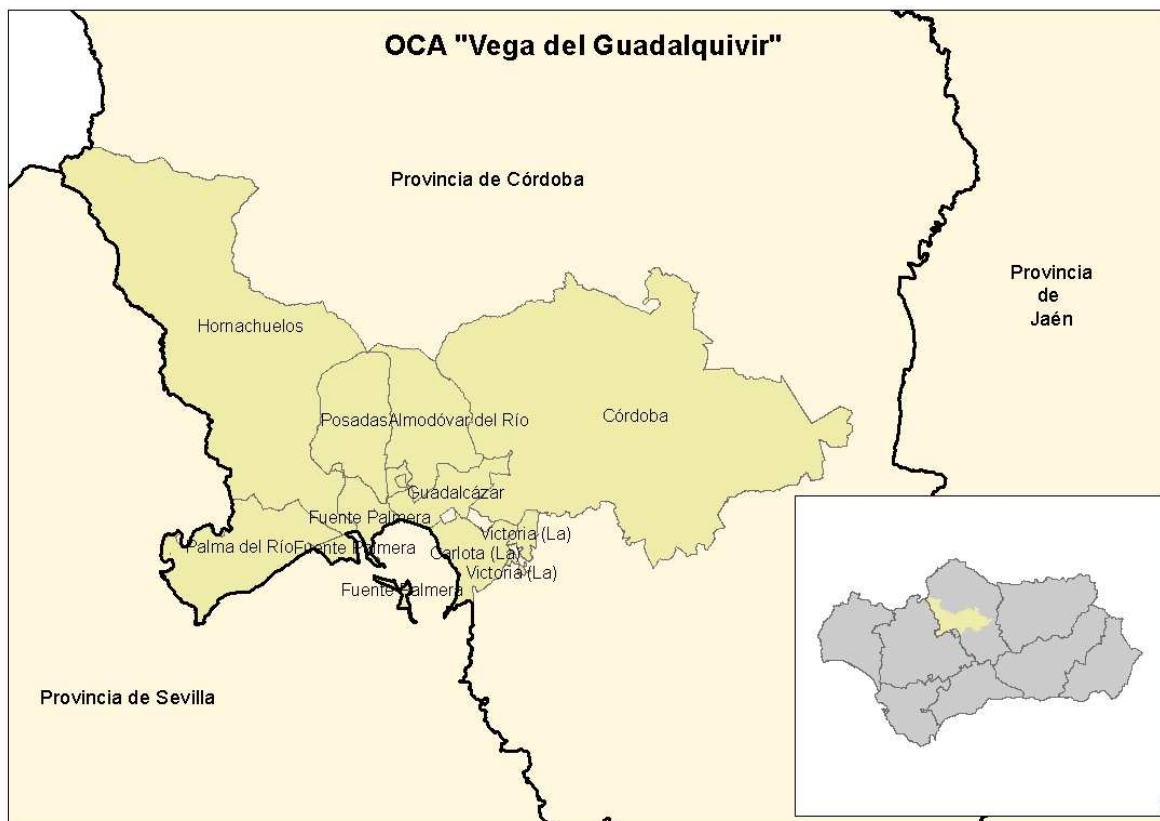 OCA "Vega del Guadalquivir"
Provincia de Córdoba
Provincia
de
Jaén
Hornachuelos
Posadas
Almodóvar del Río
Córdoba
Guadalcázar
Fuente Palmera
Victoria (La)
Palma del Río
Fuente Palmera
Carlota (La)
Victoria (La)
Fuente Palmera
Provincia de Sevilla